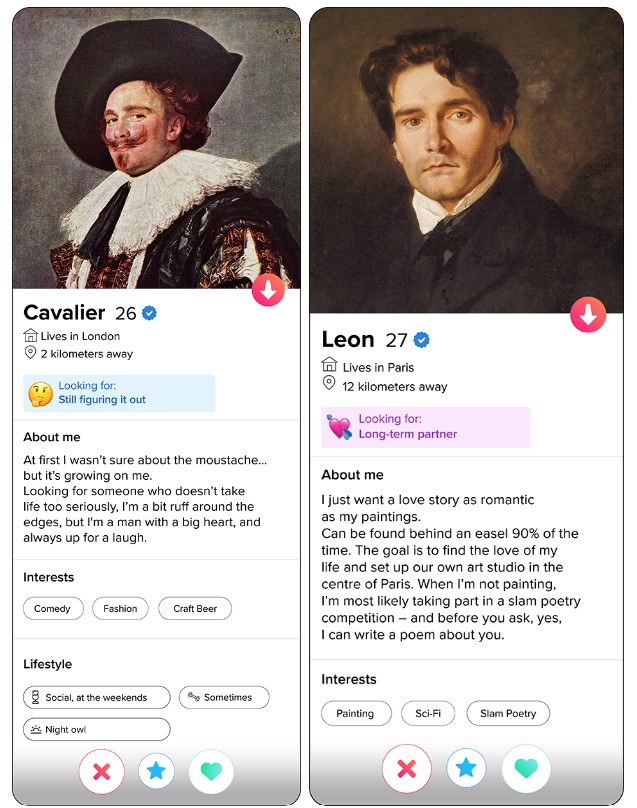 Cavalier 26
Lives in London
2 kilometers away
Looking for:
Still figuring it out
About me
At first I wasn’t sure about the moustache...
but it’s growing on me.
Looking for someone who doesn’t take
life too seriously, I’m a bit ruff around the
edges, but I'm a man with a big heart, and
always up for a laugh.
Interests
Comedy
Fashion
Craft Beer
Lifestyle
Social, at the weekends
Sometimes
Night owl
Leon 27
Lives in Paris
12 kilometers away
Looking for:
Long-term partner
About me
I just want a love story as romantic
as my paintings.
Can be found behind an easel 90% of the
time. The goal is to find the love of my
life and set up our own art studio in the
centre of Paris. When I’m not painting,
I’m most likely taking part in a slam poetry
competition – and before you ask, yes,
I can write a poem about you.
Interests
Painting
Sci-Fi
Slam Poetry